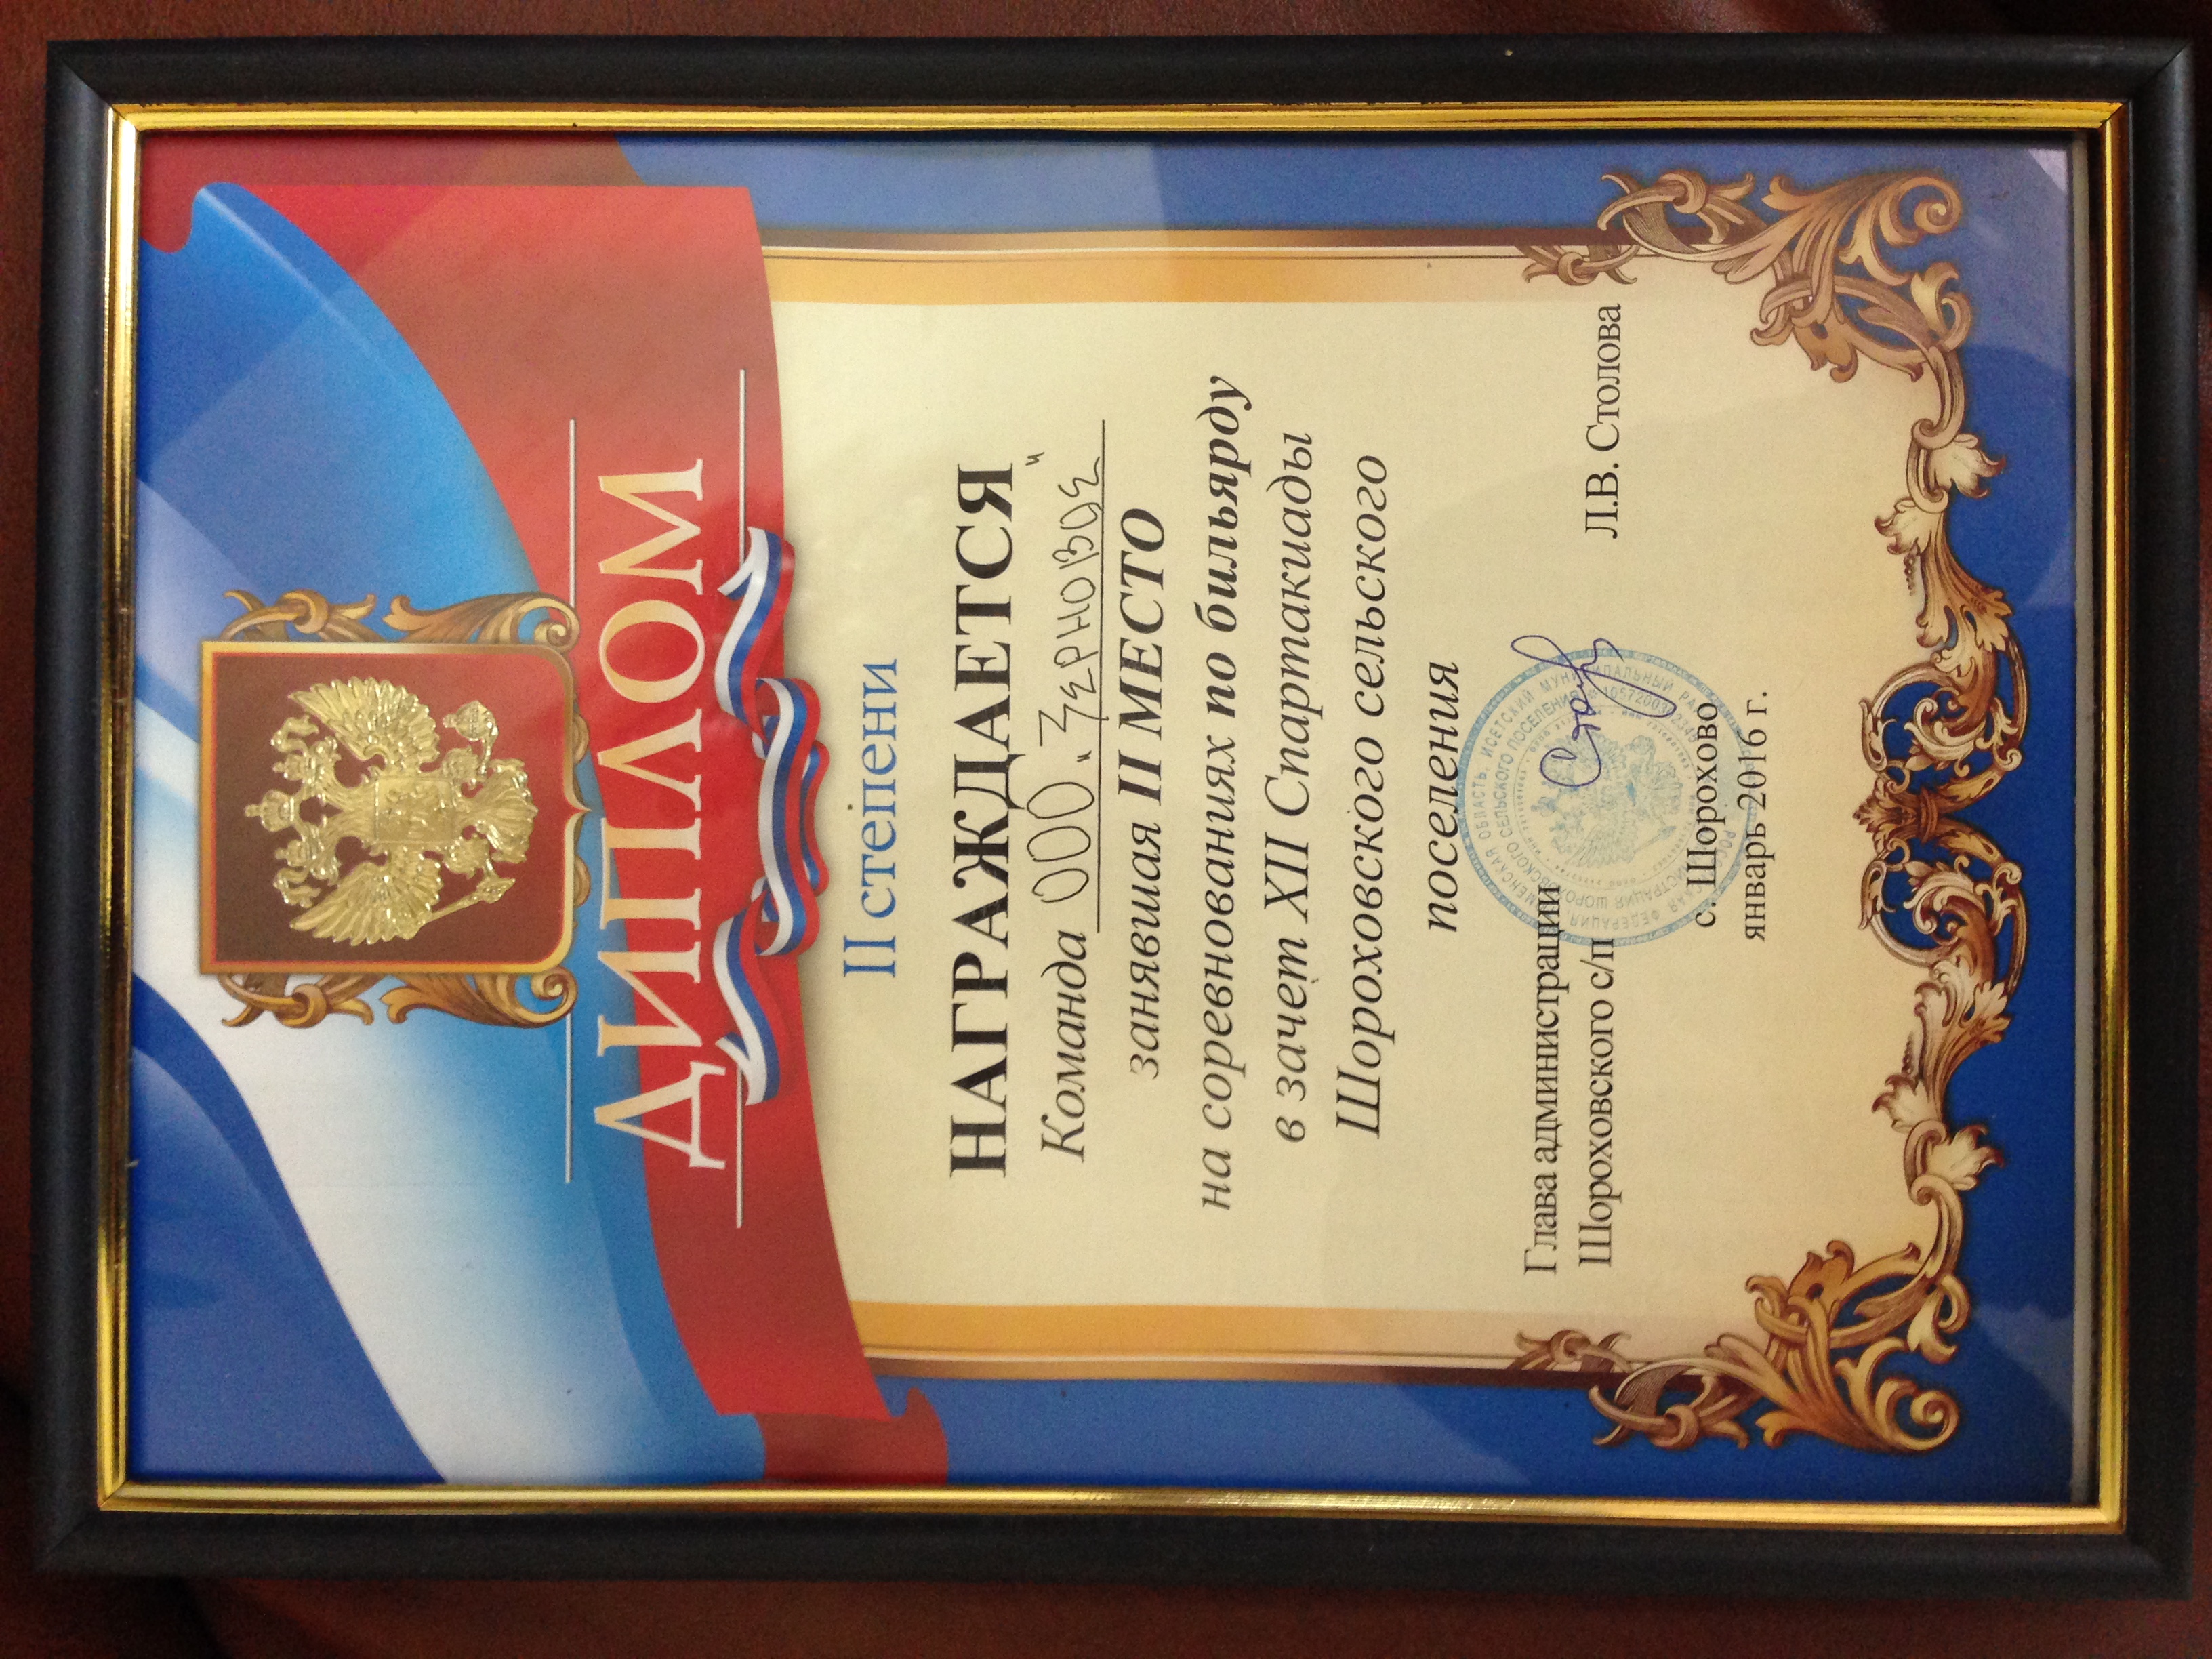 ДИПЛОМ
II степени
НАГРАЖДАЕТСЯ
Команда ООО "Зерновые"
занявшая II МЕСТО
на соревнованиях по бильярду
в зачет XII Спартакиады
Шороховского сельского
поселения
Глава администрации
Шороховского с/п Л.В. Столова
с. Шорохово
январь 2016 г.